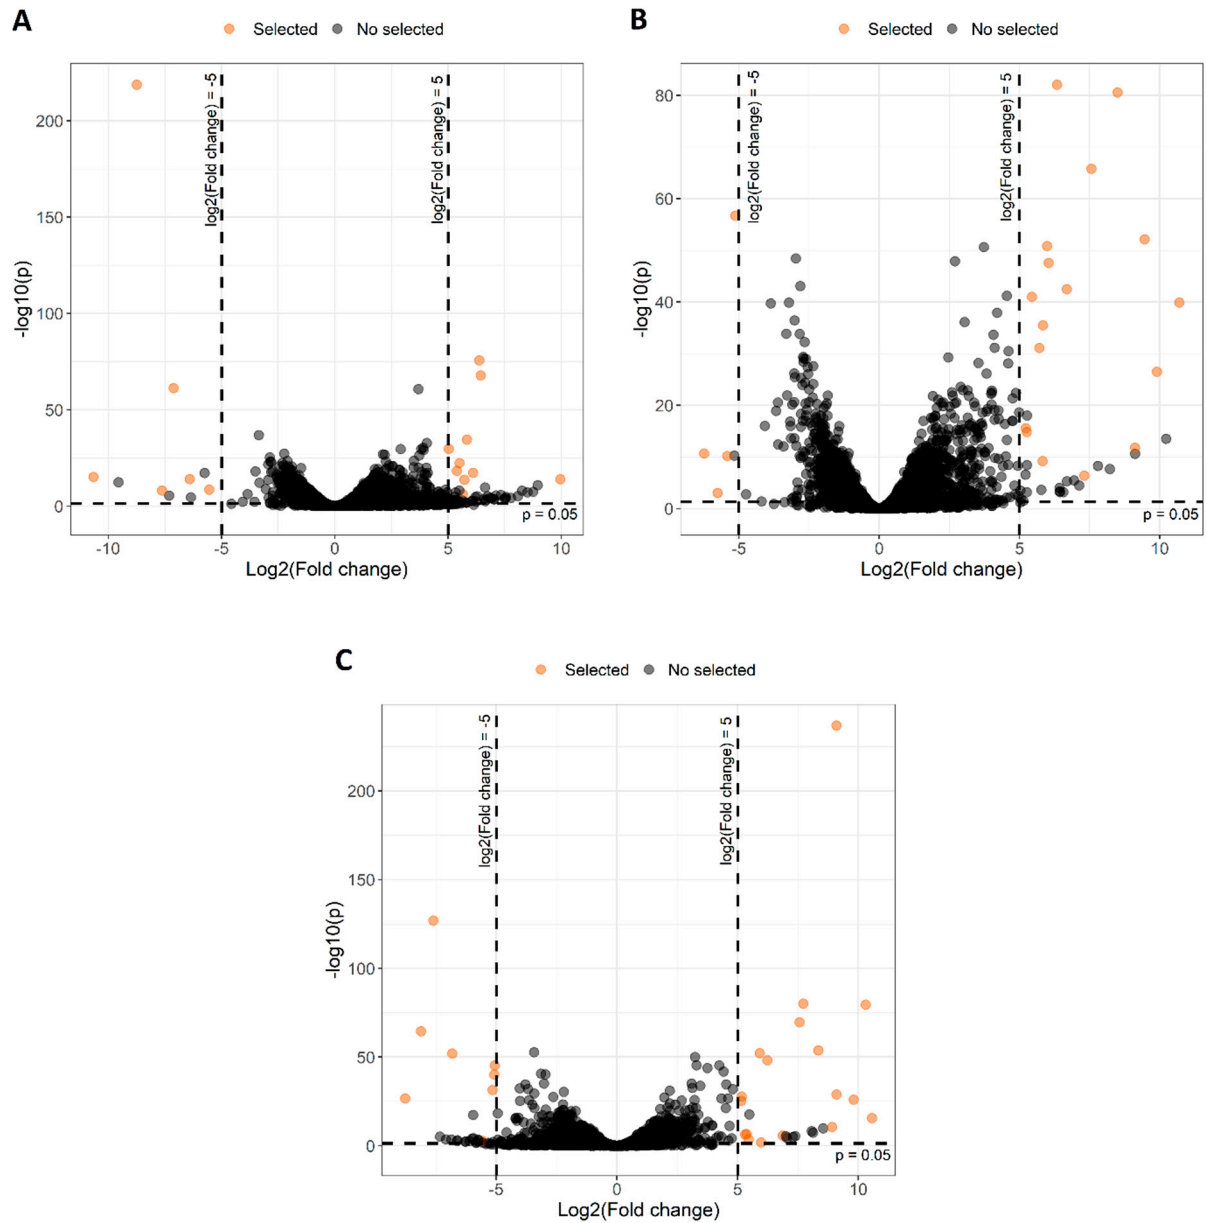 A
Selected No selected
log2(Fold change) = -5
log2(Fold change) = 5
-log10(p)
200
150
100
50
0
p = 0.05
-10 -5 0 5 10
Log2(Fold change)
B
Selected No selected
log2(Fold change) = -5
log2(Fold change) = 5
-log10(p)
80
60
40
20
0
p = 0.05
-5 0 5 10
Log2(Fold change)
C
Selected No selected
log2(Fold change) = -5
log2(Fold change) = 5
-log10(p)
200
150
100
50
0
p = 0.05
-5 0 5 10
Log2(Fold change)